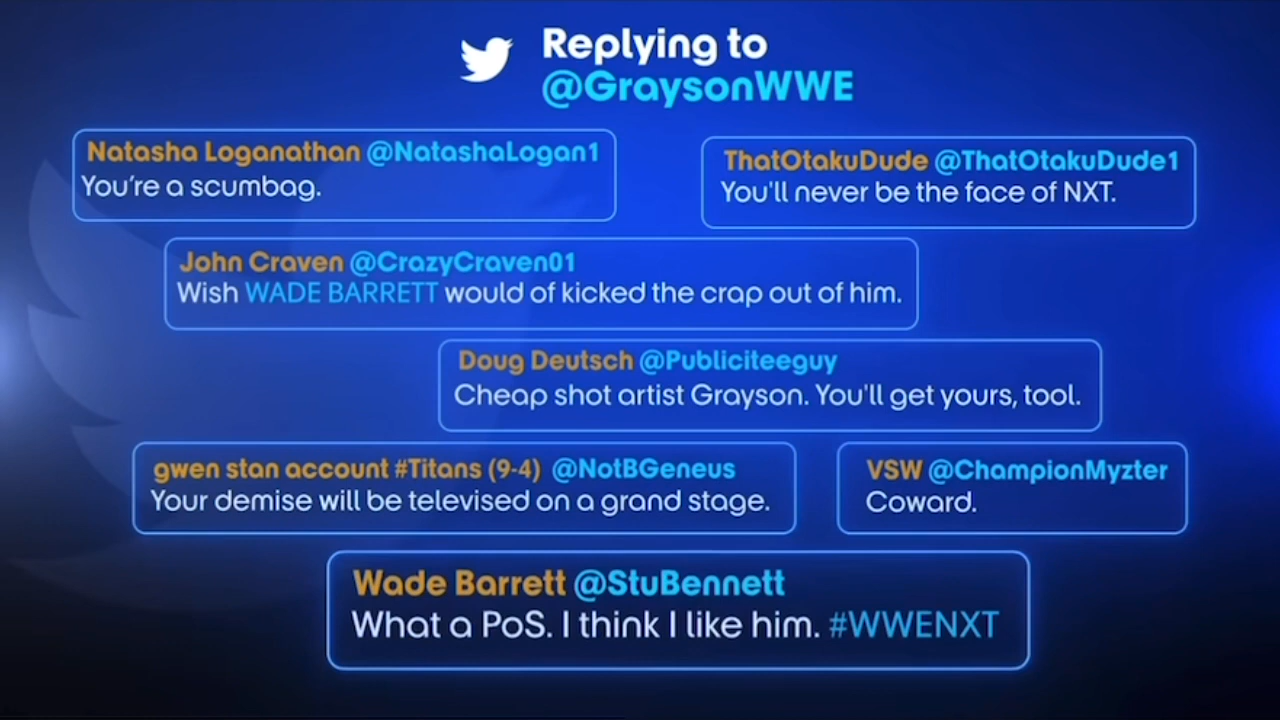 Replying to
@GraysonWWE
Natasha Loganathan @NatashaLogan1
You're a scumbag.
ThatOtakuDude @ThatOtakuDude1
You'll never be the face of NXT.
John Craven @CrazyCraven01
Wish WADE BARRETT would of kicked the crap out of him.
Doug Deutsch @Publiciteeguy
Cheap shot artist Grayson. You'll get yours, tool.
gwen stan account #Titans (9-4) @NotBGeneus
Your demise will be televised on a grand stage.
VSW @ChampionMyzter
Coward.
Wade Barrett @StuBennett
What a PoS. I think I like him. #WWENXT